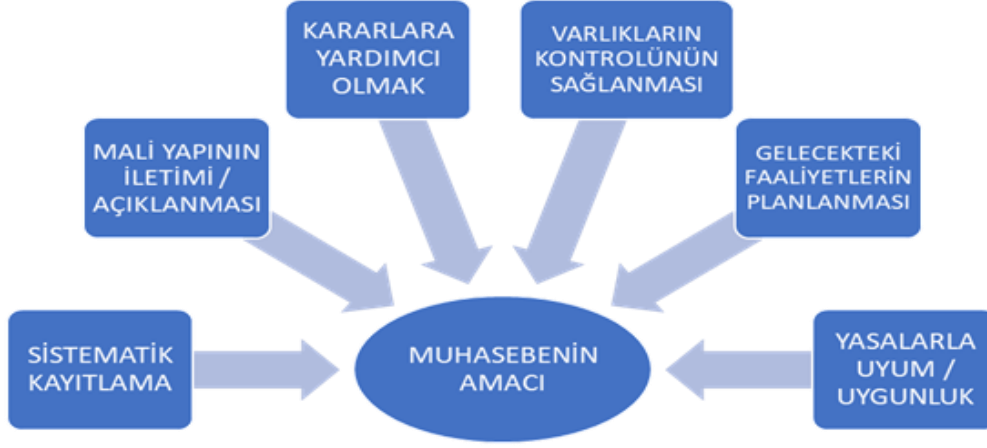 SİSTEMATİK
KAYITLAMA
MALİ YAPININ
İLETİMİ /
AÇIKLANMASI
KARARLARA
YARDIMCI
OLMAK
VARLIKLARIN
KONTROLÜNÜN
SAĞLANMASI
GELECEKTEKİ
FAALİYETLERİN
PLANLANMASI
YASALARLA
UYUM /
UYGUNLUK
MUHASEBENİN
AMACI